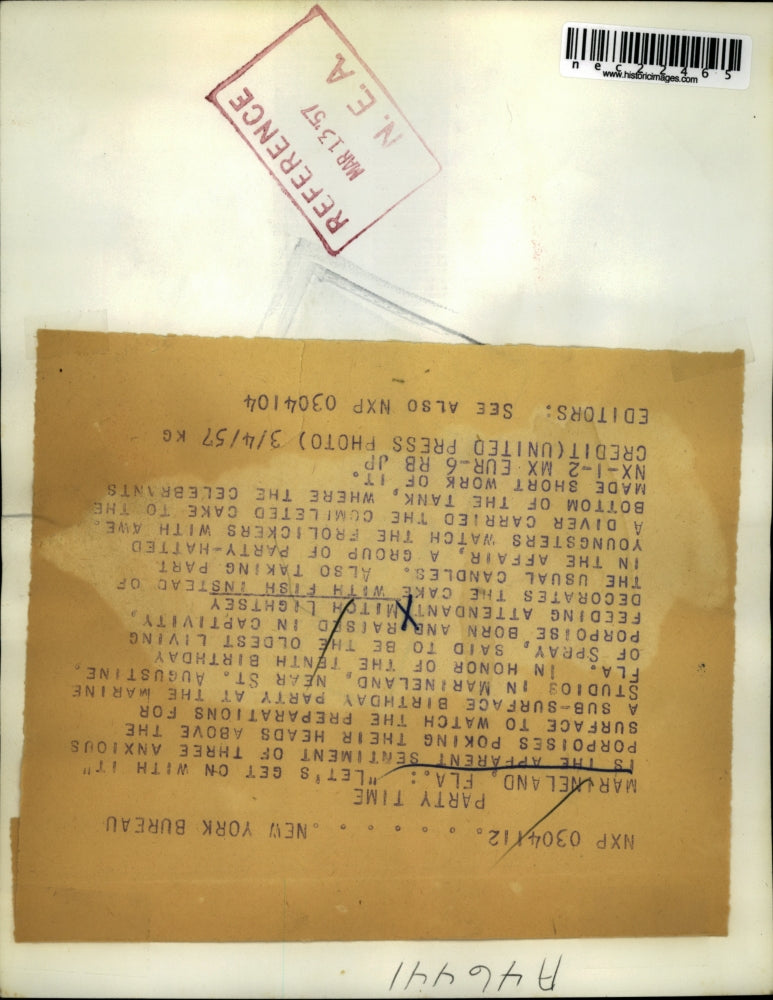 nec22465
www.historicimages.com
REFERENCE
MAR 13 '57
N. E. A.
NXP 0304112 . . . . . . . NEW YORK BUREAU
PARTY TIME
MARINELAND, FLA.: "LET'S GET ON WITH IT"
IS THE APPARENT SENTIMENT OF THREE ANXIOUS
PORPOISES POKING THEIR HEADS ABOVE THE
SURFACE TO WATCH THE PREPARATIONS FOR
A SUB-SURFACE BIRTHDAY PARTY AT THE MARINE
STUDIOS IN MARINELAND, NEAR ST. AUGUSTINE,
FLA. IN HONOR OF THE TENTH BIRTHDAY
OF SPRAY, SAID TO BE THE OLDEST LIVING
PORPOISE BORN AND RAISED IN CAPTIVITY,
FEEDING ATTENDANT MITCH LIGHTSEY
DECORATES THE CAKE WITH FISH INSTEAD OF
THE USUAL CANDLES. ALSO TAKING PART
IN THE AFFAIR, A GROUP OF PARTY-HATTED
YOUNGSTERS WATCH THE FROLICKERS WITH AWE.
A DIVER CARRIED THE COMPLETED CAKE TO THE
BOTTOM OF THE TANK, WHERE THE CELEBRANTS
MADE SHORT WORK OF IT.
NX-1-2 MX EUR-6 RB JP
CREDIT(UNITED PRESS PHOTO) 3/4/57 KG
EDITORS: SEE ALSO NXP 0304104
A46441